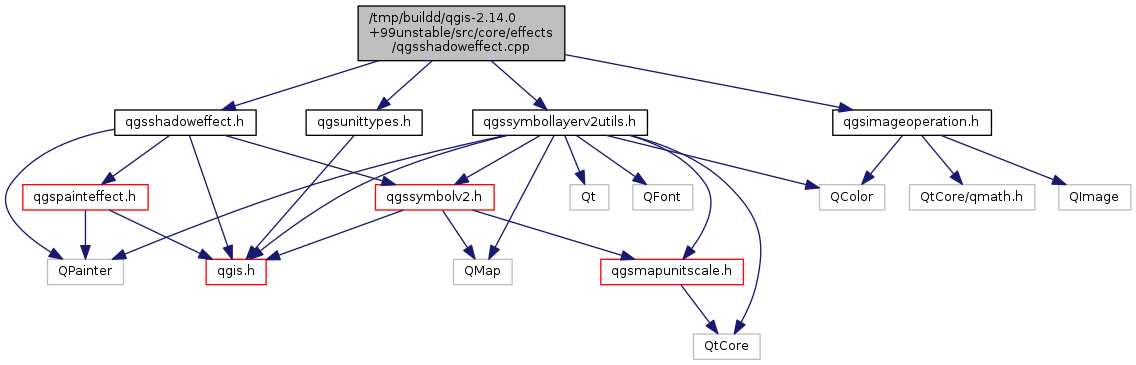 /tmp/buildd/qgis-2.14.0
+99unstable/src/core/effects
/qgsshadoweffect.cpp
qgsshadoweffect.h
qgsunittypes.h
qgssymbollayerv2utils.h
qgsimageoperation.h
qgspainteffect.h
qgssymbolv2.h
Qt
QFont
QColor
QtCore/qmath.h
QImage
QPainter
qgis.h
QMap
qgsmapunitscale.h
QtCore